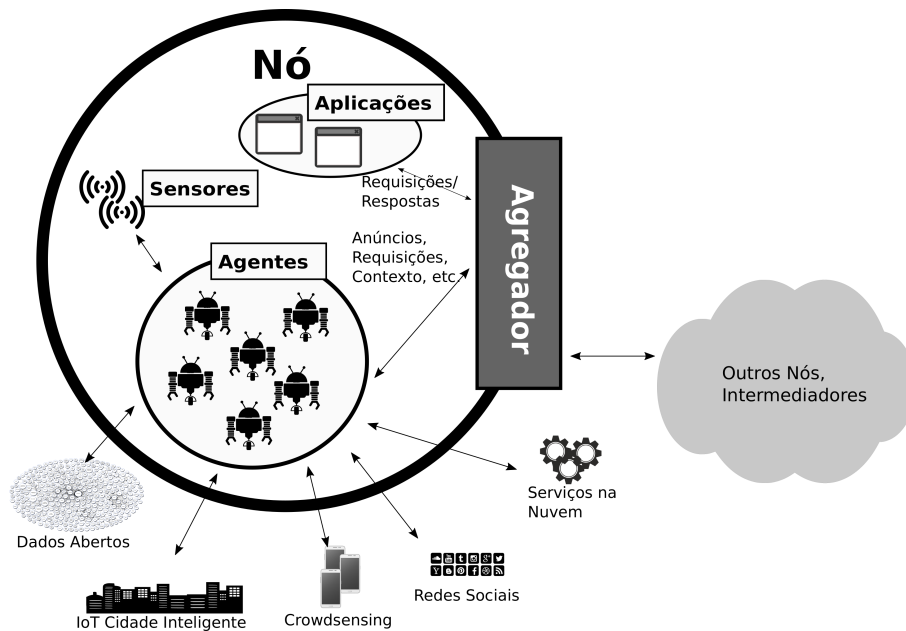 Nó
Aplicações
Requisições/
Respostas
Sensores
Anúncios,
Requisições,
Contexto, etc.
Agentes
Agregador
Outros Nós,
Intermediadores
Serviços na
Nuvem
Dados Abertos
IoT Cidade Inteligente
Crowdsensing
Redes Sociais